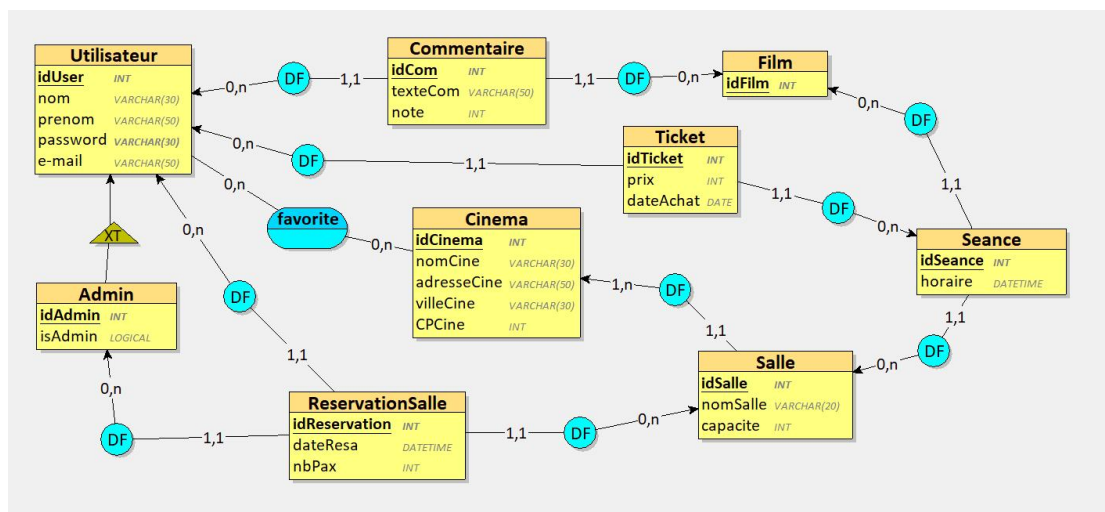 Utilisateur
idUser INT
nom VARCHAR(30)
prenom VARCHAR(50)
password VARCHAR(30)
e-mail VARCHAR(50)
0,n
DF
1,1
Commentaire
idCom INT
texteCom VARCHAR(50)
note INT
1,1
DF
0,n
Film
idFilm INT
0,n
DF
1,1
0,n
DF
1,1
Ticket
idTicket INT
prix INT
dateAchat DATE
1,1
DF
0,n
Seance
idSeance INT
horaire DATETIME
0,n
favorite
0,n
Cinema
idCinema INT
nomCine VARCHAR(30)
adresseCine VARCHAR(50)
villeCine VARCHAR(30)
CPCine INT
1,n
DF
1,1
1,1
DF
0,n
Salle
idSalle INT
nomSalle VARCHAR(20)
capacite INT
XT
0,n
DF
1,1
Admin
idAdmin INT
isAdmin LOGICAL
0,n
DF
1,1
ReservationSalle
idReservation INT
dateResa DATETIME
nbPax INT
1,1
DF
0,n